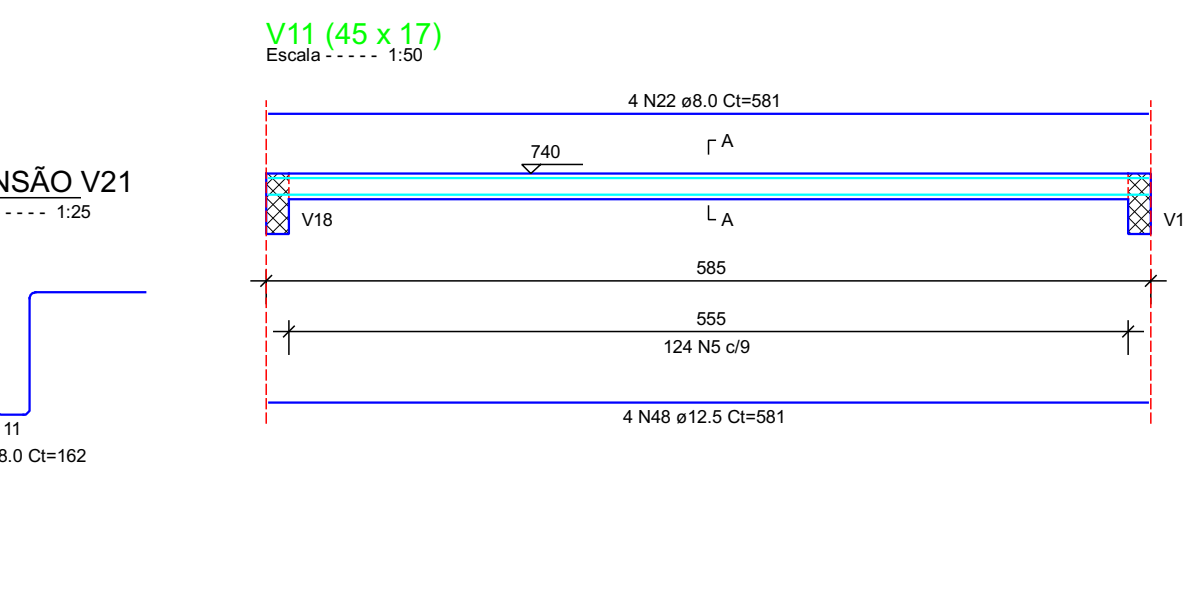 V11 (45 x 17)
Escala - - - - - 1:50
4 N22 ø8.0 Ct=581
A
740
V21
- - - - 1:25
V18
A
V1
585
555
124 N5 c/9
4 N48 ø12.5 Ct=581
11
8.0 Ct=162